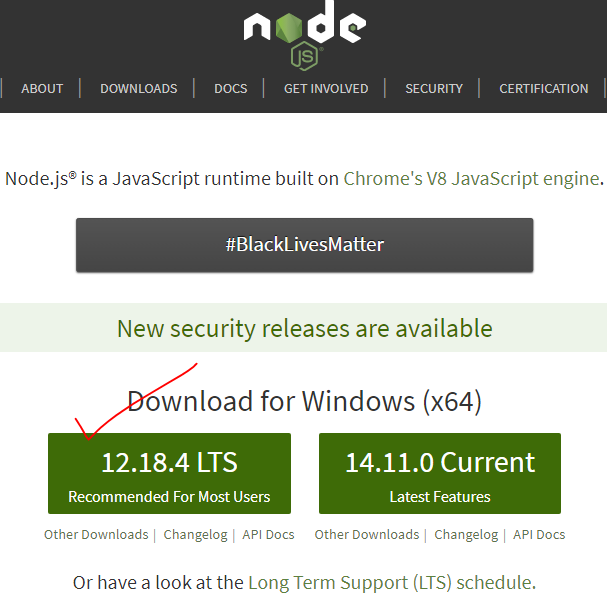 node
JS®
ABOUT | DOWNLOADS | DOCS | GET INVOLVED | SECURITY | CERTIFICATION
Node.js® is a JavaScript runtime built on Chrome's V8 JavaScript engine.
#BlackLivesMatter
New security releases are available
Download for Windows (x64)
12.18.4 LTS
Recommended For Most Users
14.11.0 Current
Latest Features
Other Downloads | Changelog | API Docs
Other Downloads | Changelog | API Docs
Or have a look at the Long Term Support (LTS) schedule.